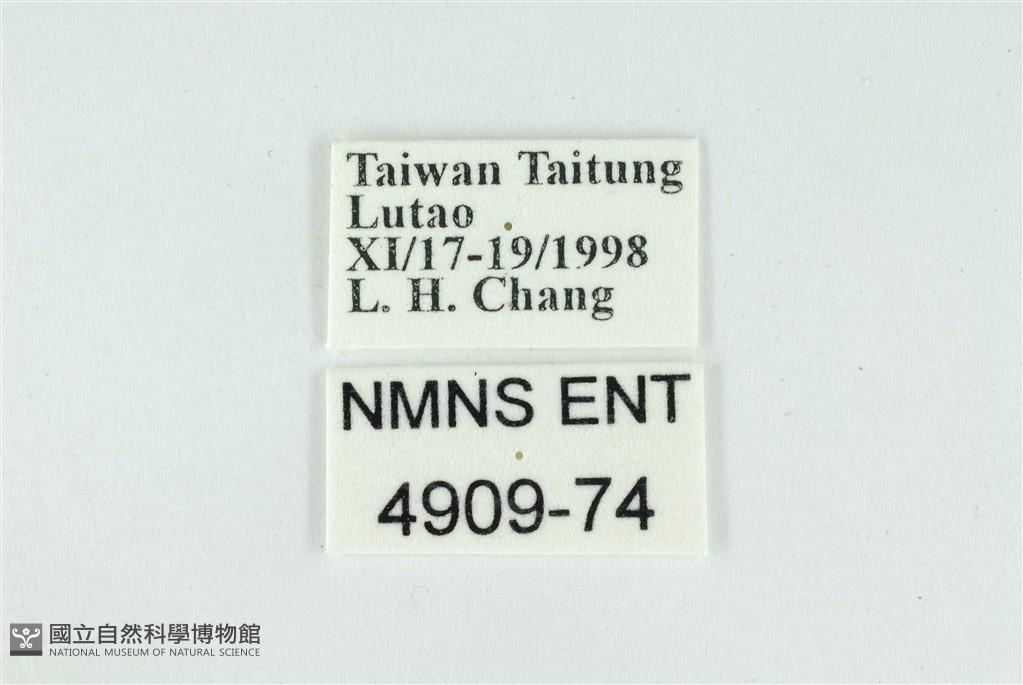 Taiwan Taitung
Lutao
XI/17-19/1998
L. H. Chang
NMNS ENT
4909-74
國立自然科學博物館
NATIONAL MUSEUM OF NATURAL SCIENCE